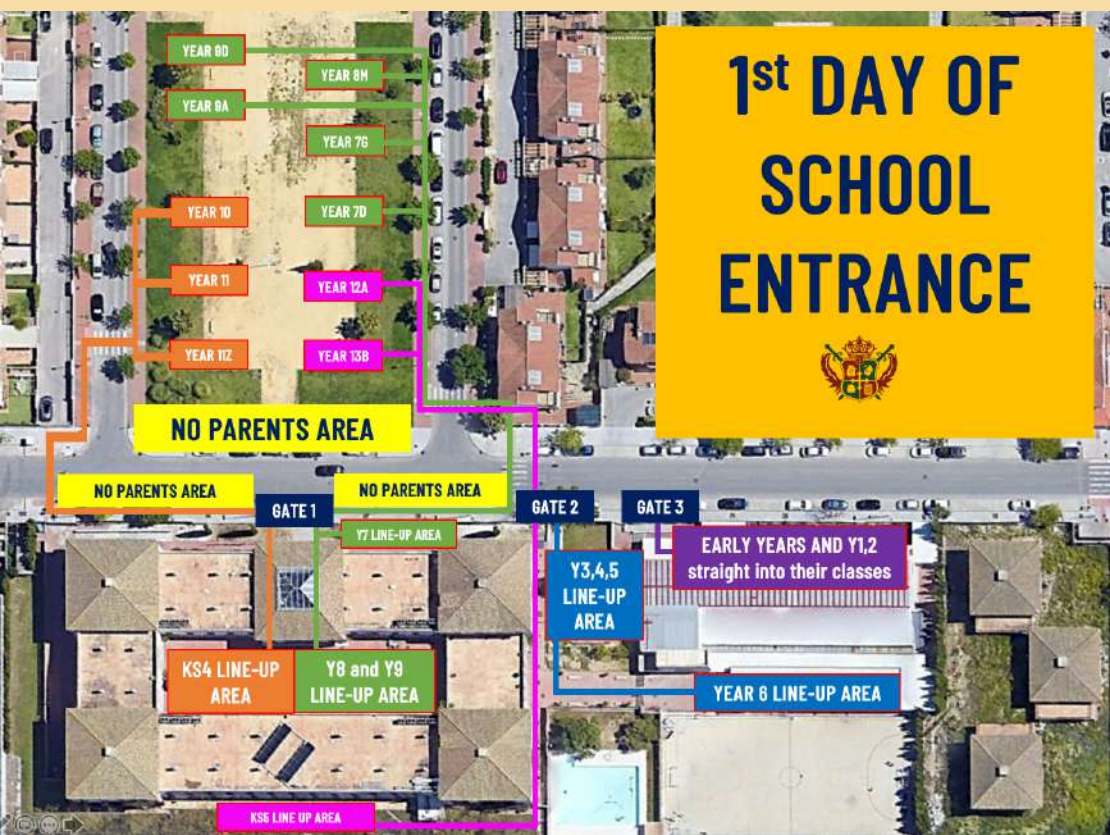 1st DAY OF
SCHOOL
ENTRANCE
YEAR 9D
YEAR 8M
YEAR 9A
YEAR 7G
YEAR 10
YEAR 7D
YEAR 11
YEAR 12A
YEAR 11Z
YEAR 13B
NO PARENTS AREA
NO PARENTS AREA
NO PARENTS AREA
GATE 1
GATE 2
GATE 3
Y7 LINE-UP AREA
EARLY YEARS AND Y1,2
straight into their classes
Y3,4,5
LINE-UP
AREA
KS4 LINE-UP
AREA
Y8 and Y9
LINE-UP AREA
YEAR 6 LINE-UP AREA
KS5 LINE UP AREA